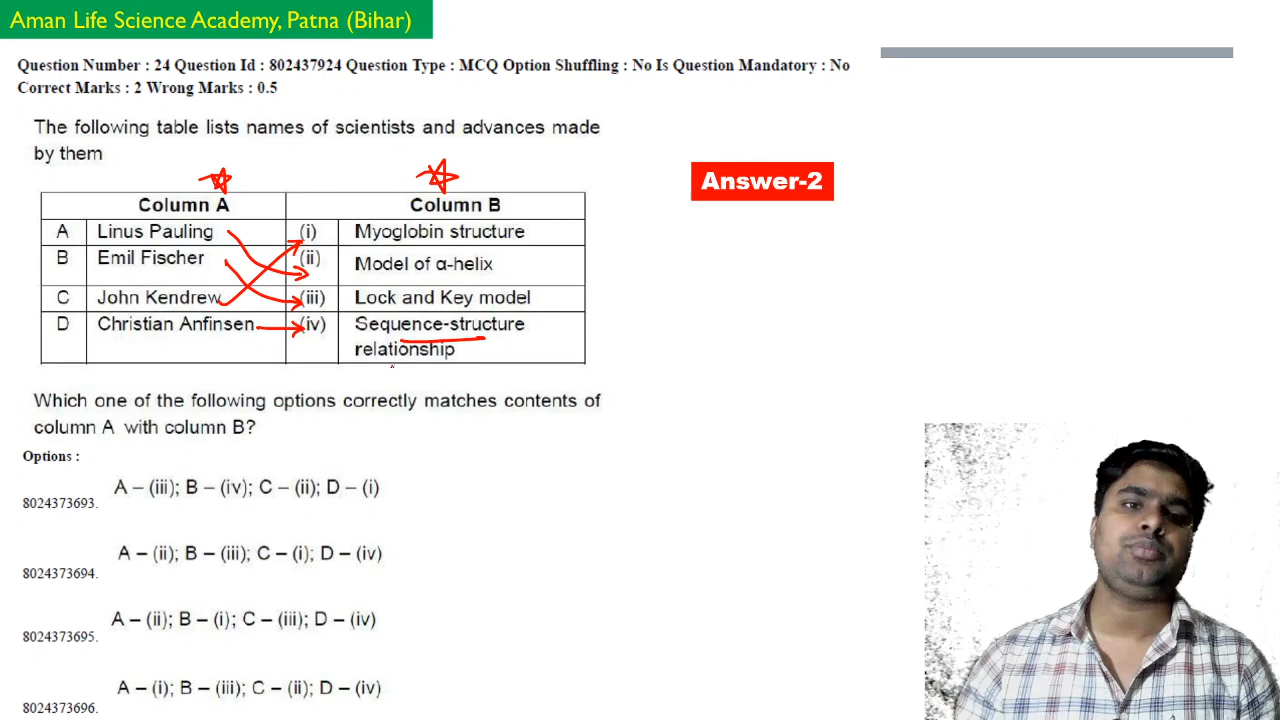 Aman Life Science Academy, Patna (Bihar)
Question Number : 24 Question Id : 802437924 Question Type : MCQ Option Shuffling : No Is Question Mandatory : No
Correct Marks : 2 Wrong Marks : 0.5
The following table lists names of scientists and advances made
by them
Answer-2
Column A Column B
A Linus Pauling (i) Myoglobin structure
B Emil Fischer (ii) Model of α-helix
C John Kendrew (iii) Lock and Key model
D Christian Anfinsen (iv) Sequence-structure
relationship
Which one of the following options correctly matches contents of
column A with column B?
Options :
A – (iii); B – (iv); C – (ii); D – (i)
8024373693.
A – (ii); B – (iii); C – (i); D – (iv)
8024373694.
A – (ii); B – (i); C – (iii); D – (iv)
8024373695.
A – (i); B – (iii); C – (ii); D – (iv)
8024373696.